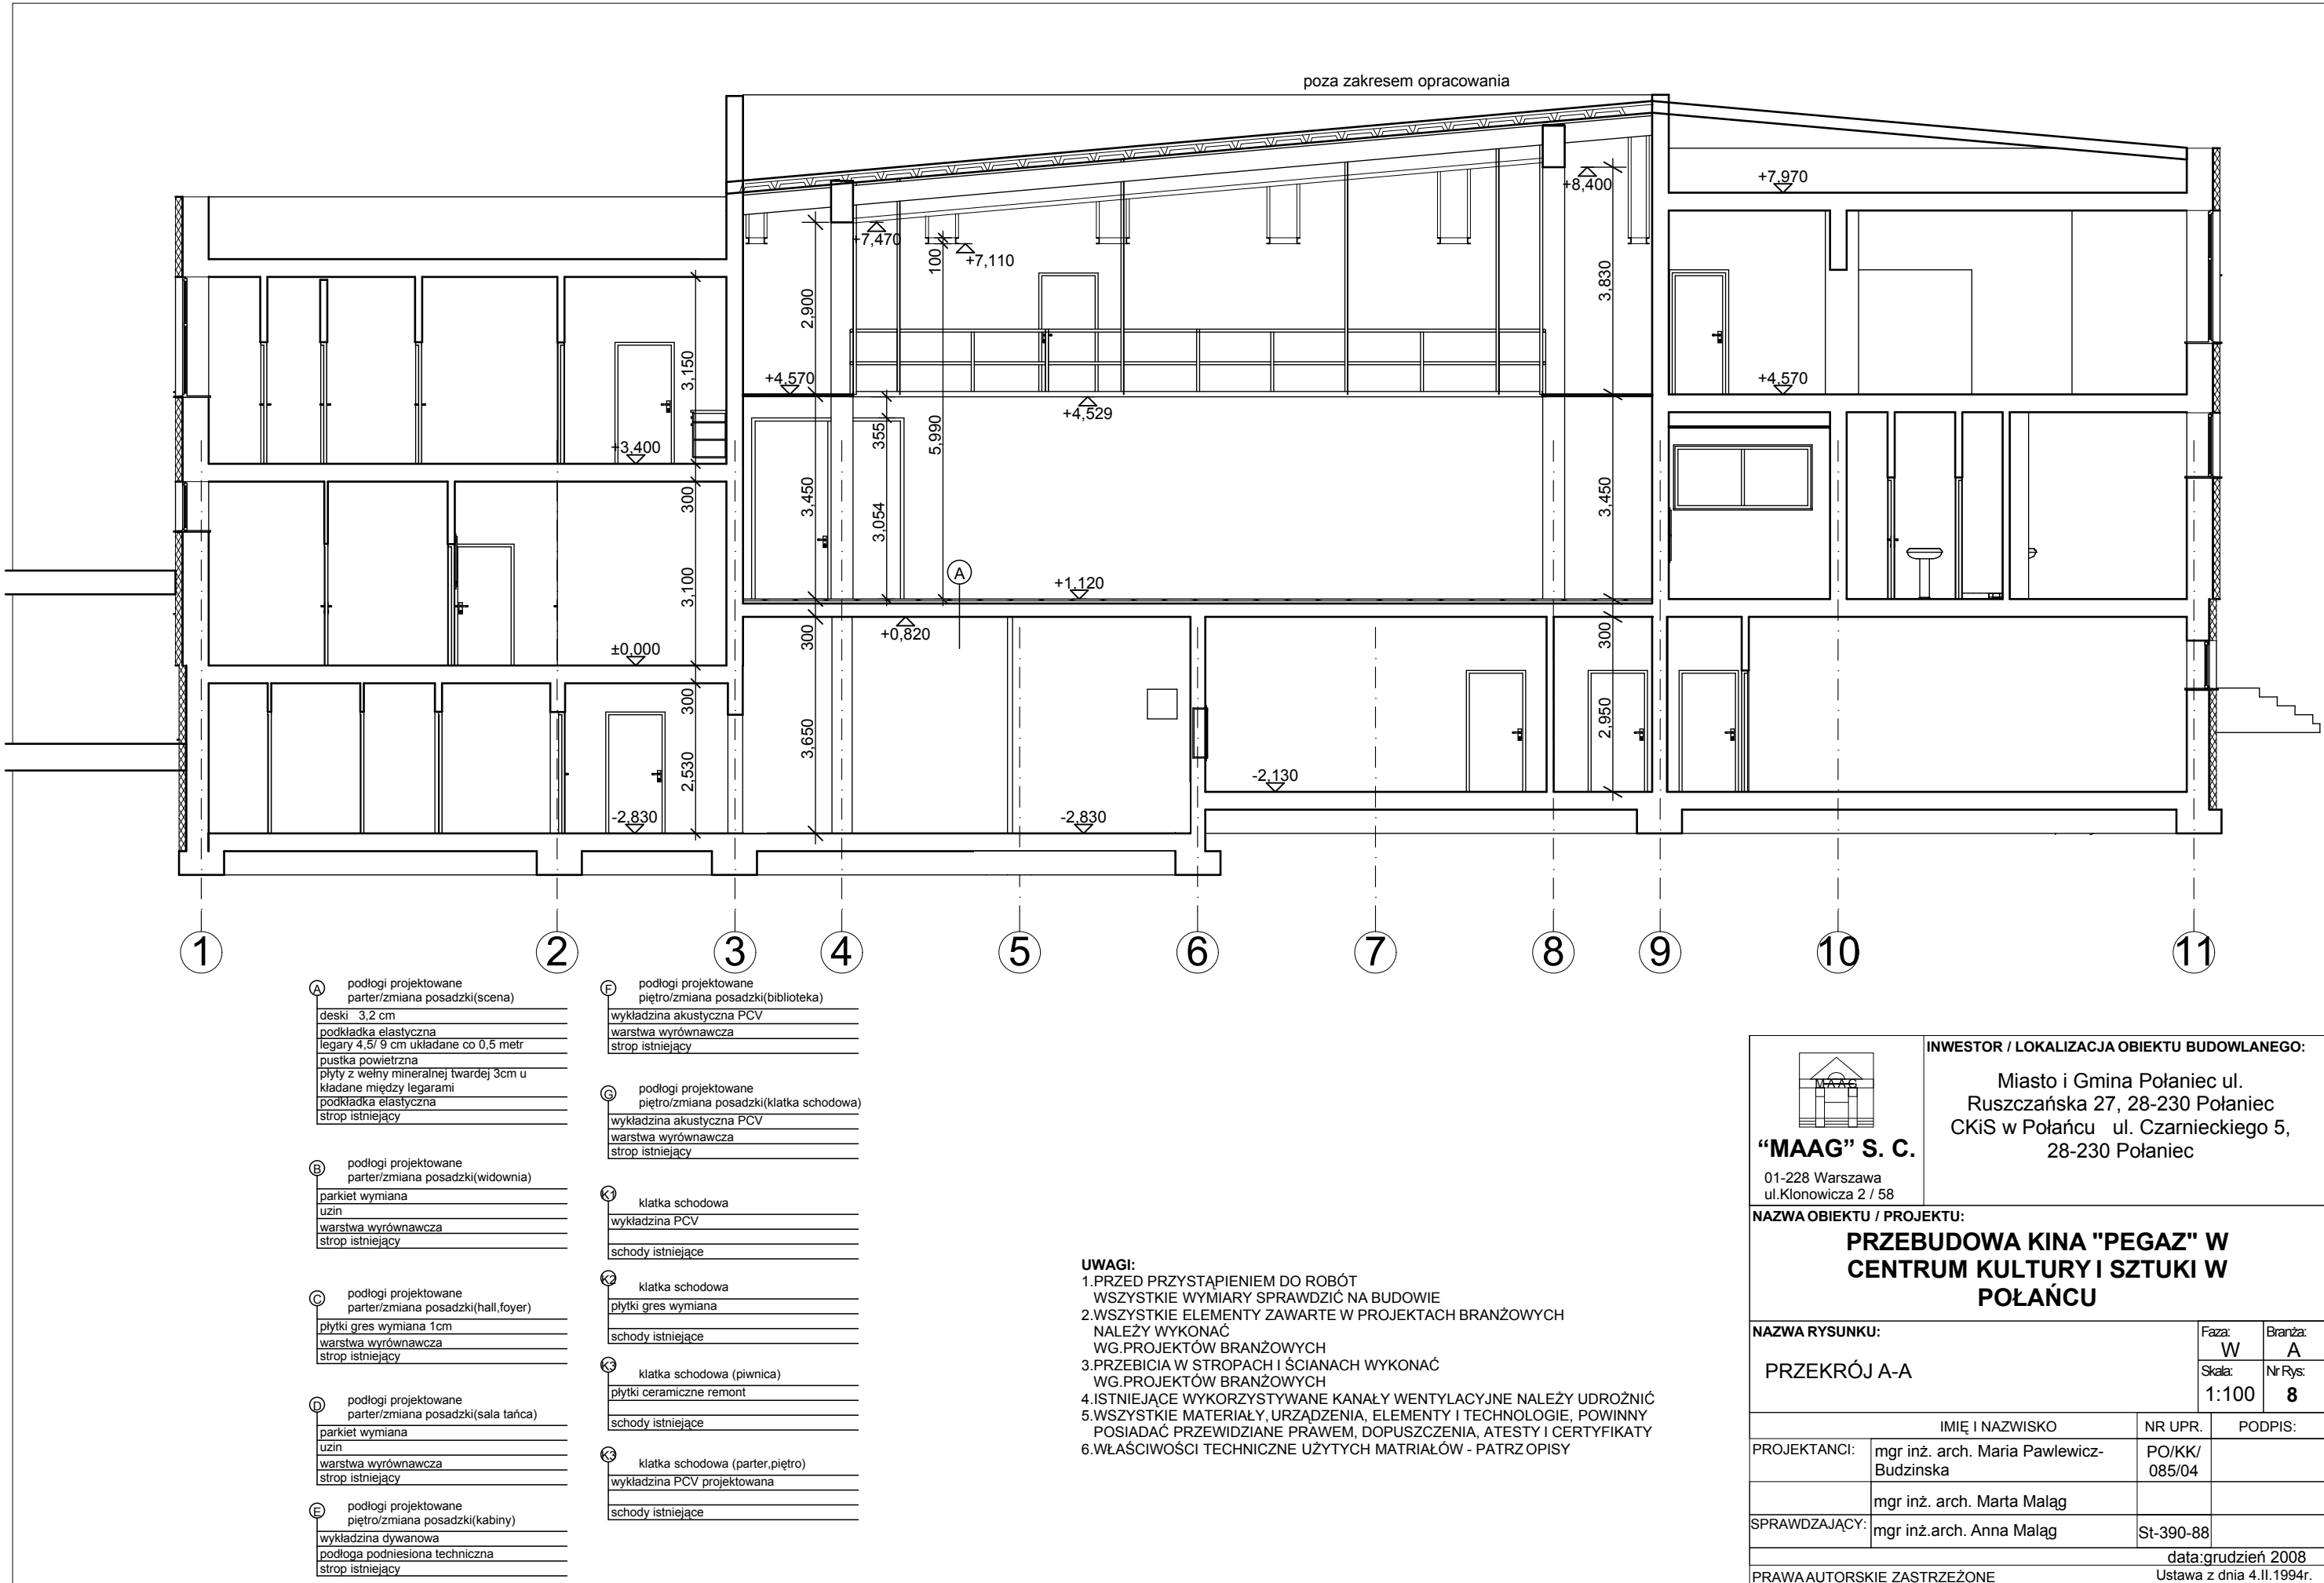 poza zakresem opracowania
+7,970
+8,400
+7,470
+7,110
100
2,900
3,830
3,150
+4,570
+4,570
+4,529
+3,400
355
5,990
300
3,450
3,054
3,450
3,100
A
+1,120
+0,820
±0,000
300
300
300
3,650
2,950
2,530
-2,130
-2,830
-2,830
1
2
3
4
5
6
7
8
9
10
11
A podłogi projektowane
parter/zmiana posadzki(scena)
deski 3,2 cm
podkładka elastyczna
legary 4,5/ 9 cm układane co 0,5 metr
pustka powietrzna
płyty z wełny mineralnej twardej 3cm u
kładane między legarami
podkładka elastyczna
strop istniejący
B podłogi projektowane
parter/zmiana posadzki(widownia)
parkiet wymiana
uzin
warstwa wyrównawcza
strop istniejący
C podłogi projektowane
parter/zmiana posadzki(hall,foyer)
płytki gres wymiana 1cm
warstwa wyrównawcza
strop istniejący
D podłogi projektowane
parter/zmiana posadzki(sala tańca)
parkiet wymiana
uzin
warstwa wyrównawcza
strop istniejący
E podłogi projektowane
piętro/zmiana posadzki(kabiny)
wykładzina dywanowa
podłoga podniesiona techniczna
strop istniejący
F podłogi projektowane
piętro/zmiana posadzki(biblioteka)
wykładzina akustyczna PCV
warstwa wyrównawcza
strop istniejący
G podłogi projektowane
piętro/zmiana posadzki(klatka schodowa)
wykładzina akustyczna PCV
warstwa wyrównawcza
strop istniejący
K1 klatka schodowa
wykładzina PCV
schody istniejące
K2 klatka schodowa
płytki gres wymiana
schody istniejące
K3 klatka schodowa (piwnica)
płytki ceramiczne remont
schody istniejące
K3 klatka schodowa (parter,piętro)
wykładzina PCV projektowana
schody istniejące
UWAGI:
1.PRZED PRZYSTĄPIENIEM DO ROBÓT
WSZYSTKIE WYMIARY SPRAWDZIĆ NA BUDOWIE
2.WSZYSTKIE ELEMENTY ZAWARTE W PROJEKTACH BRANŻOWYCH
NALEŻY WYKONAĆ
WG.PROJEKTÓW BRANŻOWYCH
3.PRZEBICIA W STROPACH I ŚCIANACH WYKONAĆ
WG.PROJEKTÓW BRANŻOWYCH
4.ISTNIEJĄCE WYKORZYSTYWANE KANAŁY WENTYLACYJNE NALEŻY UDROŻNIĆ
5.WSZYSTKIE MATERIAŁY, URZĄDZENIA, ELEMENTY I TECHNOLOGIE, POWINNY
POSIADAĆ PRZEWIDZIANE PRAWEM, DOPUSZCZENIA, ATESTY I CERTYFIKATY
6.WŁAŚCIWOŚCI TECHNICZNE UŻYTYCH MATRIAŁÓW - PATRZ OPISY
MAAG
“MAAG” S. C.
01-228 Warszawa
ul.Klonowicza 2 / 58
INWESTOR / LOKALIZACJA OBIEKTU BUDOWLANEGO:
Miasto i Gmina Połaniec ul.
Ruszczańska 27, 28-230 Połaniec
CKiS w Połańcu ul. Czarnieckiego 5,
28-230 Połaniec
NAZWA OBIEKTU / PROJEKTU:
PRZEBUDOWA KINA "PEGAZ" W
CENTRUM KULTURY I SZTUKI W
POŁAŃCU
NAZWA RYSUNKU:
PRZEKRÓJ A-A
Faza: Branża:
W A
Skala: Nr Rys:
1:100 8
IMIĘ I NAZWISKO NR UPR. PODPIS:
PROJEKTANCI: mgr inż. arch. Maria Pawlewicz-
Budzinska
PO/KK/
085/04
mgr inż. arch. Marta Maląg
SPRAWDZAJĄCY: mgr inż.arch. Anna Maląg St-390-88
data:grudzień 2008
PRAWA AUTORSKIE ZASTRZEŻONE Ustawa z dnia 4.II.1994r.